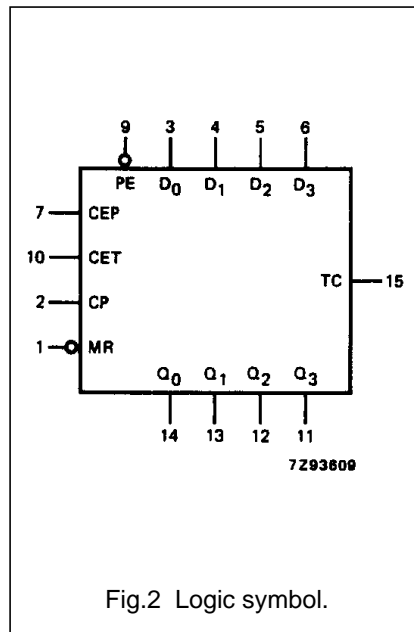 9 3 4 5 6
PE D0 D1 D2 D3
7 CEP
10 CET
TC 15
2 CP
1 MR
Q0 Q1 Q2 Q3
14 13 12 11
7Z93609
Fig.2 Logic symbol.